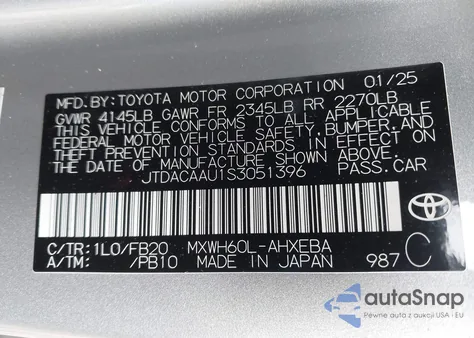 MFD.BY:TOYOTA MOTOR CORPORATION 01/25
GVWR 4145LB GAWR FR 2345LB RR 2270LB
THIS VEHICLE CONFORMS TO ALL APPLICABLE
FEDERAL MOTOR VEHICLE SAFETY, BUMPER, AND
THEFT PREVENTION STANDARDS IN EFFECT ON
THE DATE OF MANUFACTURE SHOWN ABOVE.
JTDACAAU1S3051396 PASS.CAR
TOYOTA
C/TR:1L0/FB20 MXWH60L-AHXEBA
A/TM: /PB10 MADE IN JAPAN 987 C
autoSnap
Pewne auta z USA - EU